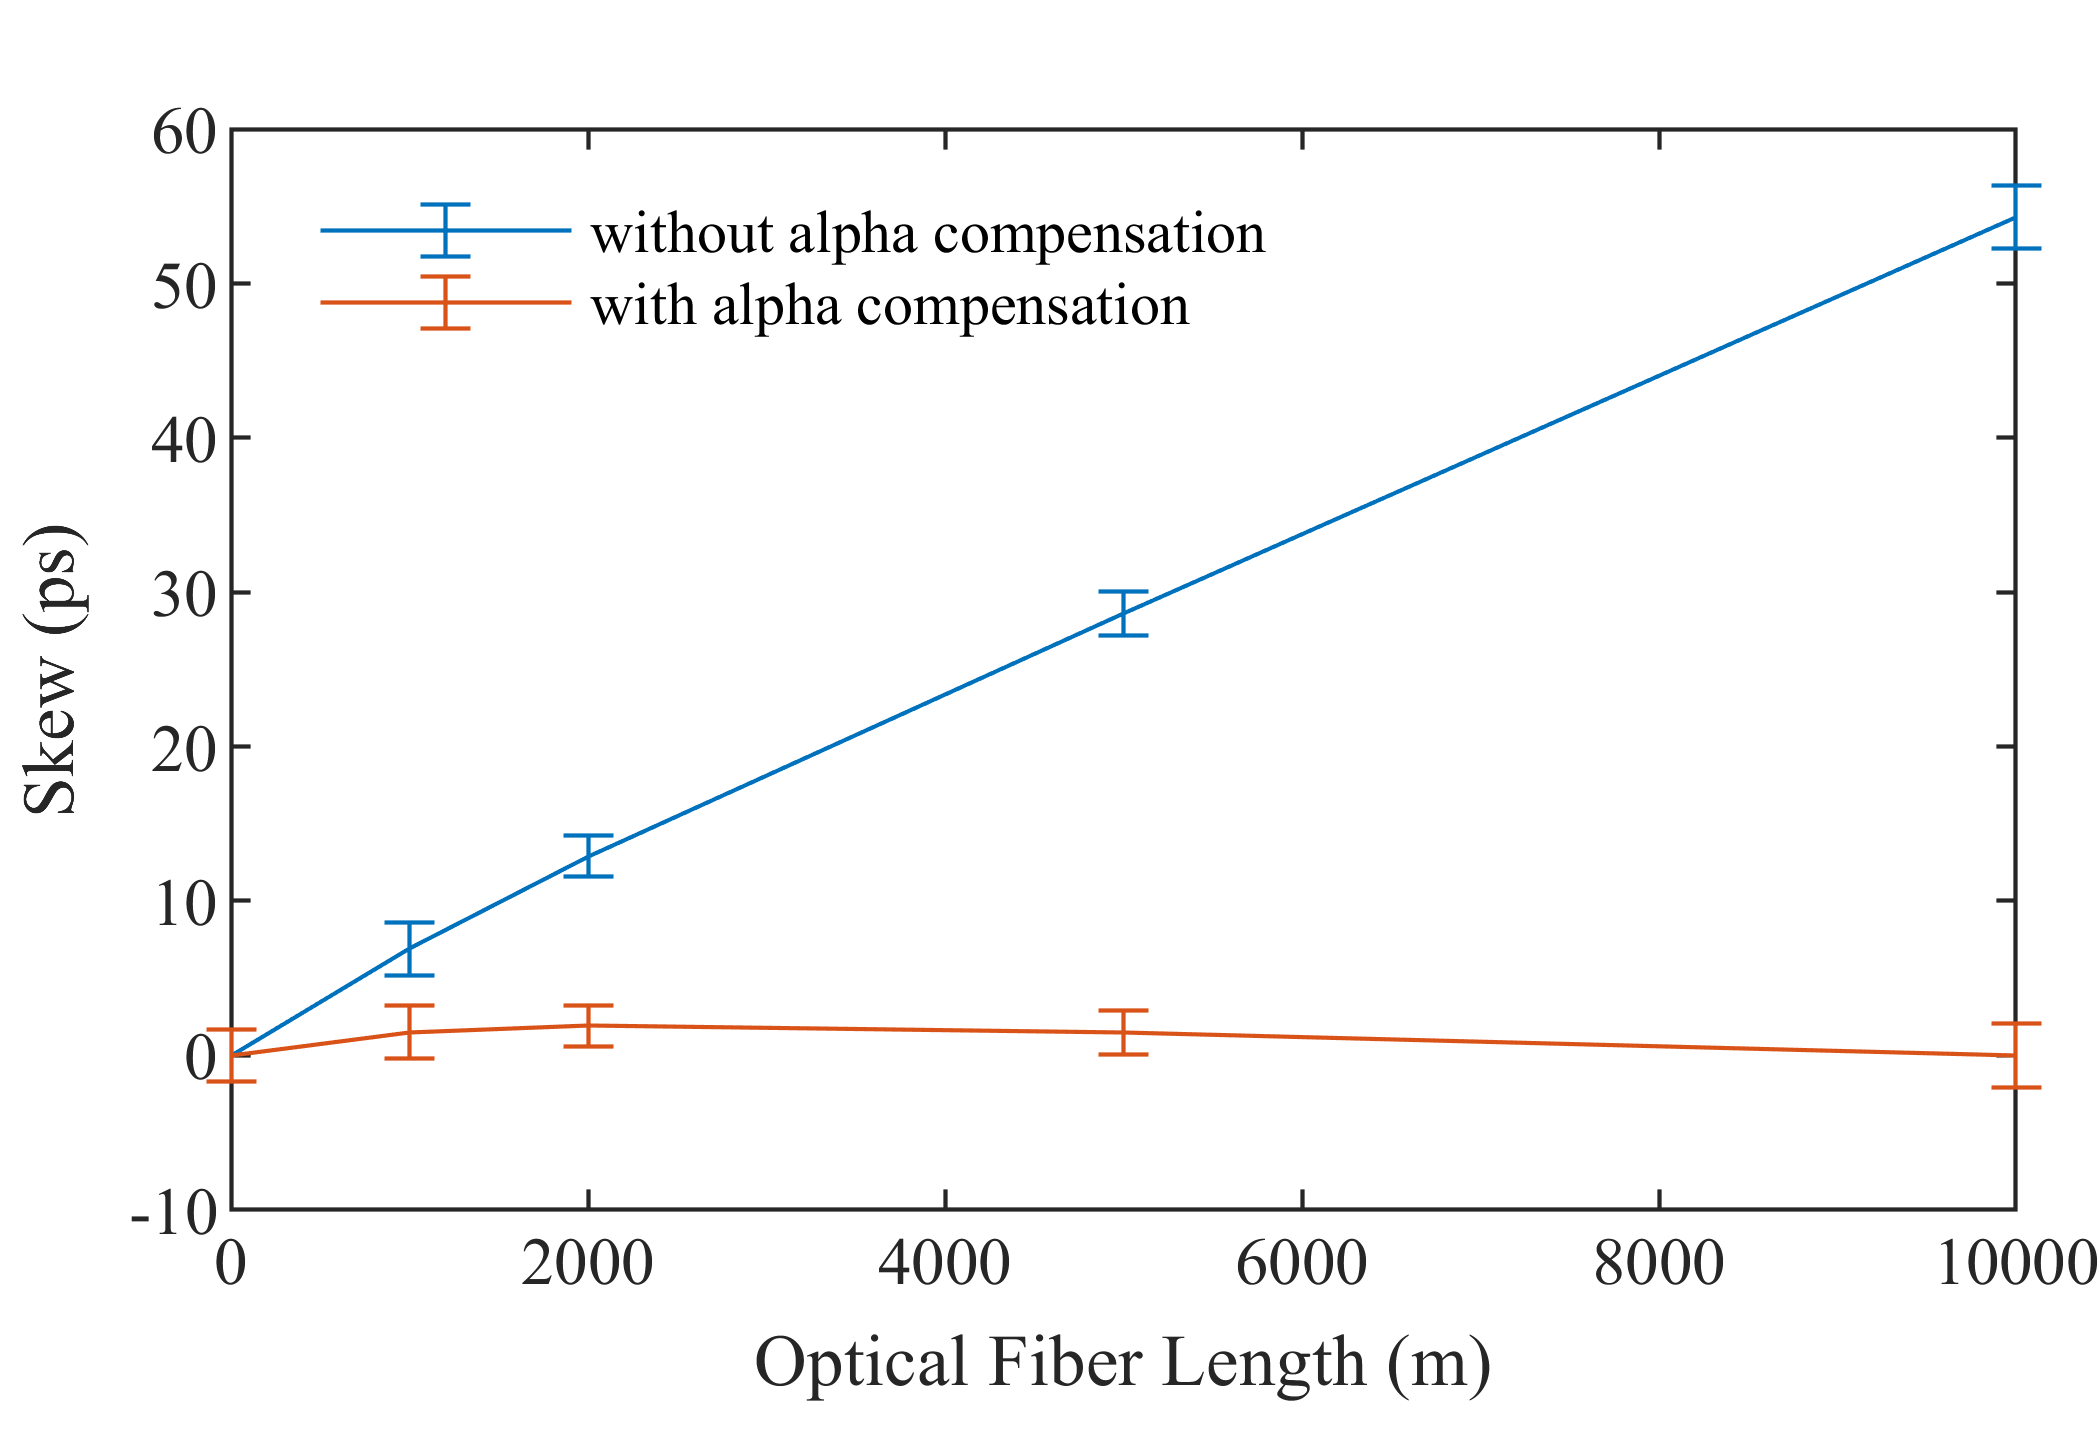 60
50
40
30
20
10
0
-10
without alpha compensation
with alpha compensation
Skew (ps)
0 2000 4000 6000 8000 10000
Optical Fiber Length (m)